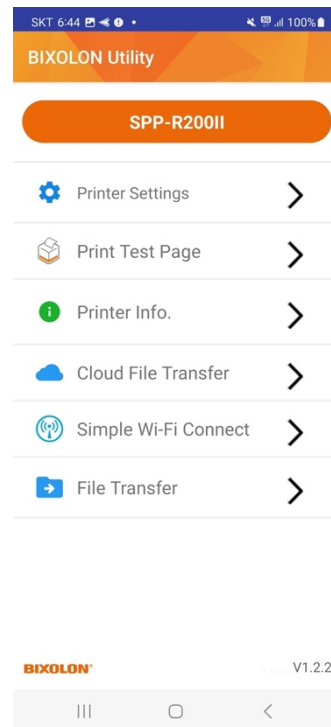 SKT 6:44
100%
BIXOLON Utility
SPP-R200II
Printer Settings
Print Test Page
Printer Info.
Cloud File Transfer
Simple Wi-Fi Connect
File Transfer
BIXOLON
V1.2.2